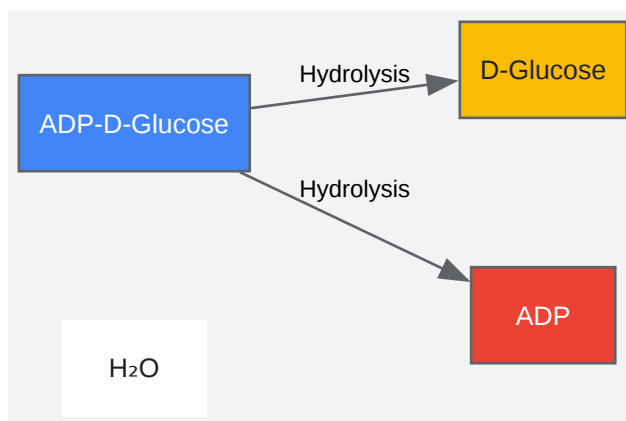 D-Glucose
Hydrolysis
ADP-D-Glucose
Hydrolysis
ADP
H₂O